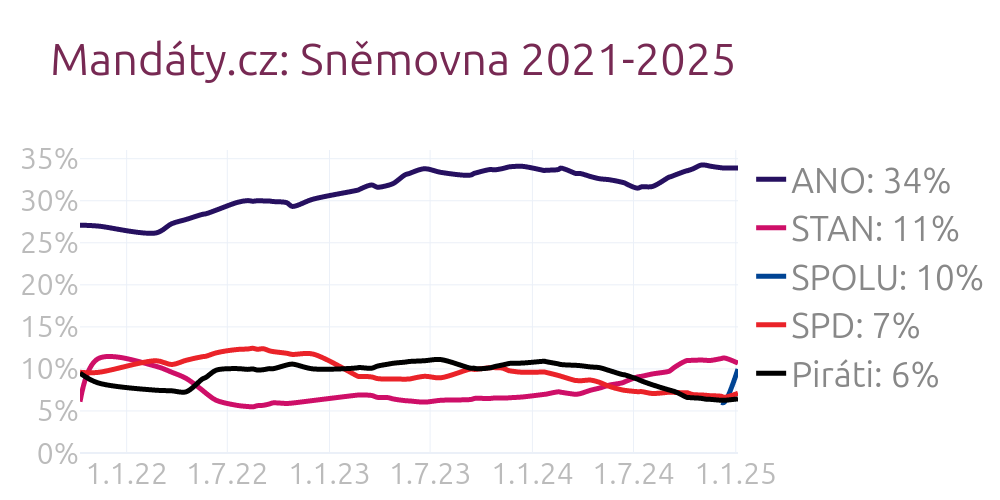 Mandáty.cz: Sněmovna 2021-2025
35%
30%
25%
20%
15%
10%
5%
0%
1.1.22 1.7.22 1.1.23 1.7.23 1.1.24 1.7.24 1.1.25
ANO: 34%
STAN: 11%
SPOLU: 10%
SPD: 7%
Piráti: 6%